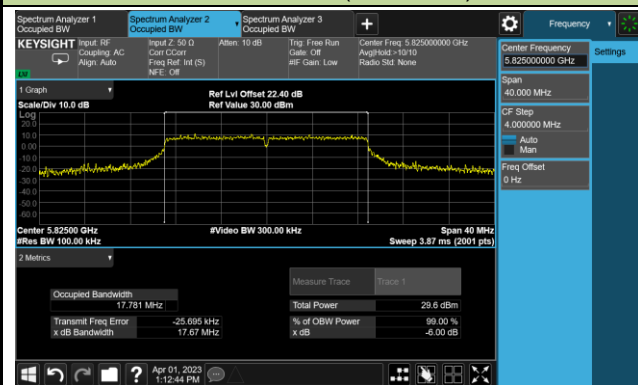 Spectrum Analyzer 1
Occupied BW
Spectrum Analyzer 2
Occupied BW
Spectrum Analyzer 3
Occupied BW
Frequency
KEYSIGHT
Input: RF
Coupling: AC
Align: Auto
Input Z: 50 Ω
Corr CCorr
Freq Ref: Int (S)
NFE: Off
Atten: 10 dB
Trig: Free Run
Gate: Off
#IF Gain: Low
Center Freq: 5.825000000 GHz
Avg|Hold:>10/10
Radio Std: None
Center Frequency
5.825000000 GHz
Settings
Span
40.000 MHz
CF Step
4.000000 MHz
Auto
Man
Freq Offset
0 Hz
1 Graph
Scale/Div 10.0 dB
Ref Lvl Offset 22.40 dB
Ref Value 30.00 dBm
Log
20.0
10.0
0.00
-10.0
-20.0
-30.0
-40.0
-50.0
-60.0
Center 5.82500 GHz
#Res BW 100.00 kHz
#Video BW 300.00 kHz
Span 40 MHz
Sweep 3.87 ms (2001 pts)
2 Metrics
Measure Trace
Trace 1
Occupied Bandwidth
17.781 MHz
Total Power
29.6 dBm
Transmit Freq Error
-25.695 kHz
% of OBW Power
99.00 %
x dB Bandwidth
17.67 MHz
x dB
-6.00 dB
Apr 01, 2023
1:12:44 PM